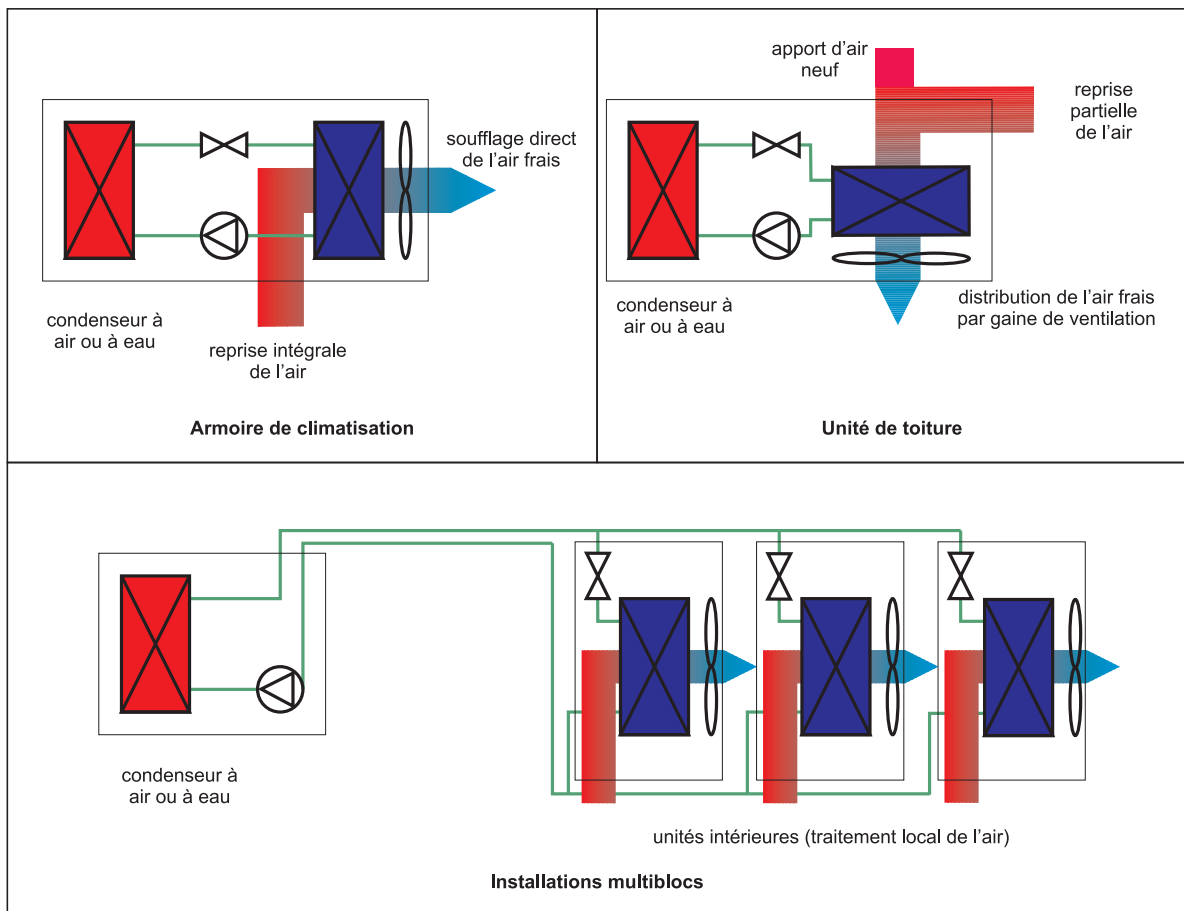 soufflage direct
de l’air frais
condenseur à
air ou à eau
reprise intégrale
de l’air
Armoire de climatisation
apport d’air
neuf
reprise
partielle
de l’air
condenseur à
air ou à eau
distribution de l’air frais
par gaine de ventilation
Unité de toiture
condenseur à
air ou à eau
unités intérieures (traitement local de l’air)
Installations multiblocs